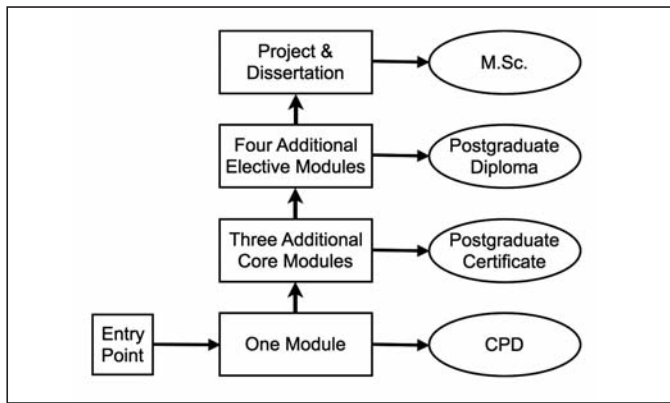 Project &
Dissertation
M.Sc.
Four Additional
Elective Modules
Postgraduate
Diploma
Three Additional
Core Modules
Postgraduate
Certificate
Entry
Point
One Module
CPD